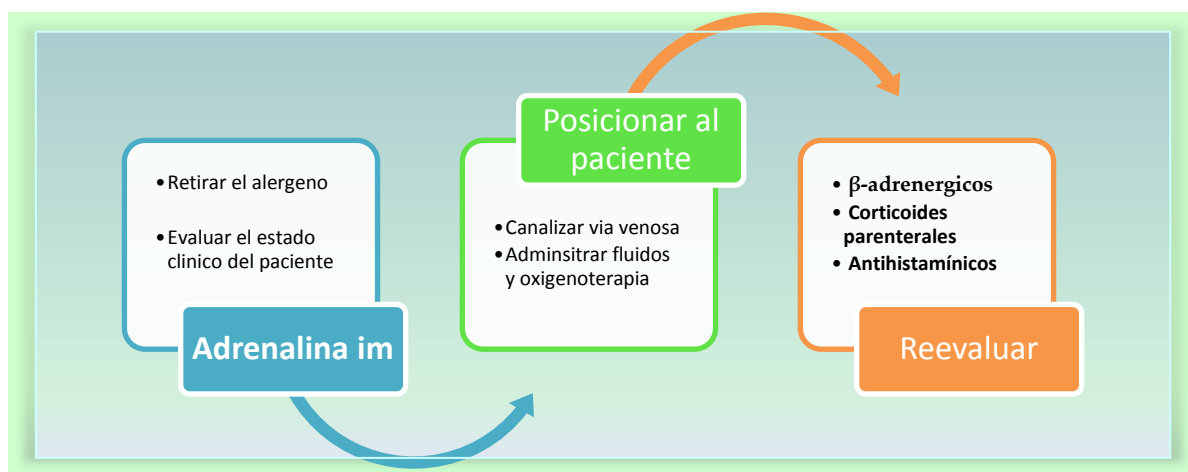 •Retirar el alergeno
•Evaluar el estado
clinico del paciente
Adrenalina im
Posicionar al
paciente
•Canalizar via venosa
•Adminsitrar fluidos
y oxigenoterapia
• β-adrenergicos
• Corticoides
parenterales
• Antihistamínicos
Reevaluar